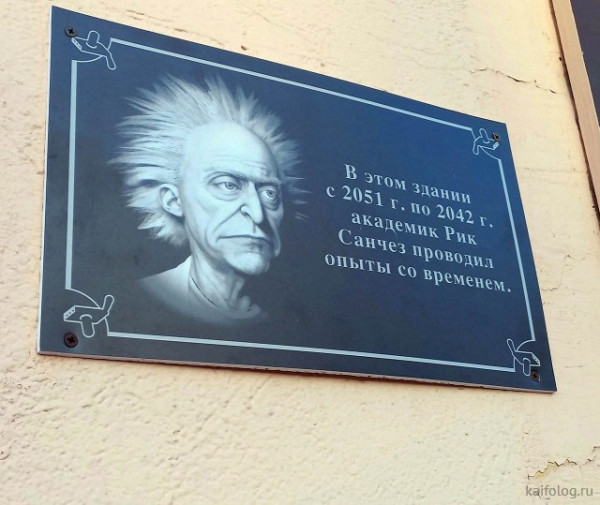 В этом здании
с 2051 г. по 2042 г.
академик Рик
Санчез проводил
опыты со временем.
kaifolog.ru